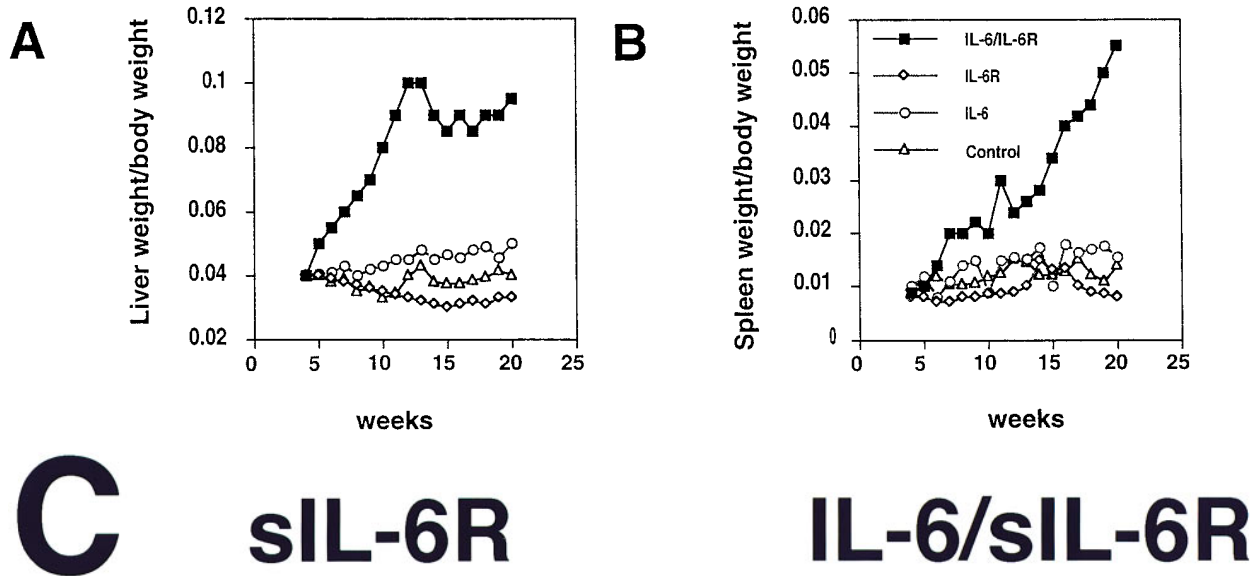 A
B
Liver weight/body weight
0.12
0.1
0.08
0.06
0.04
0.02
0 5 10 15 20 25
weeks
Spleen weight/body weight
0.06
0.05
0.04
0.03
0.02
0.01
0
IL-6/IL-6R
IL-6R
IL-6
Control
0 5 10 15 20 25
weeks
C
sIL-6R
IL-6/sIL-6R